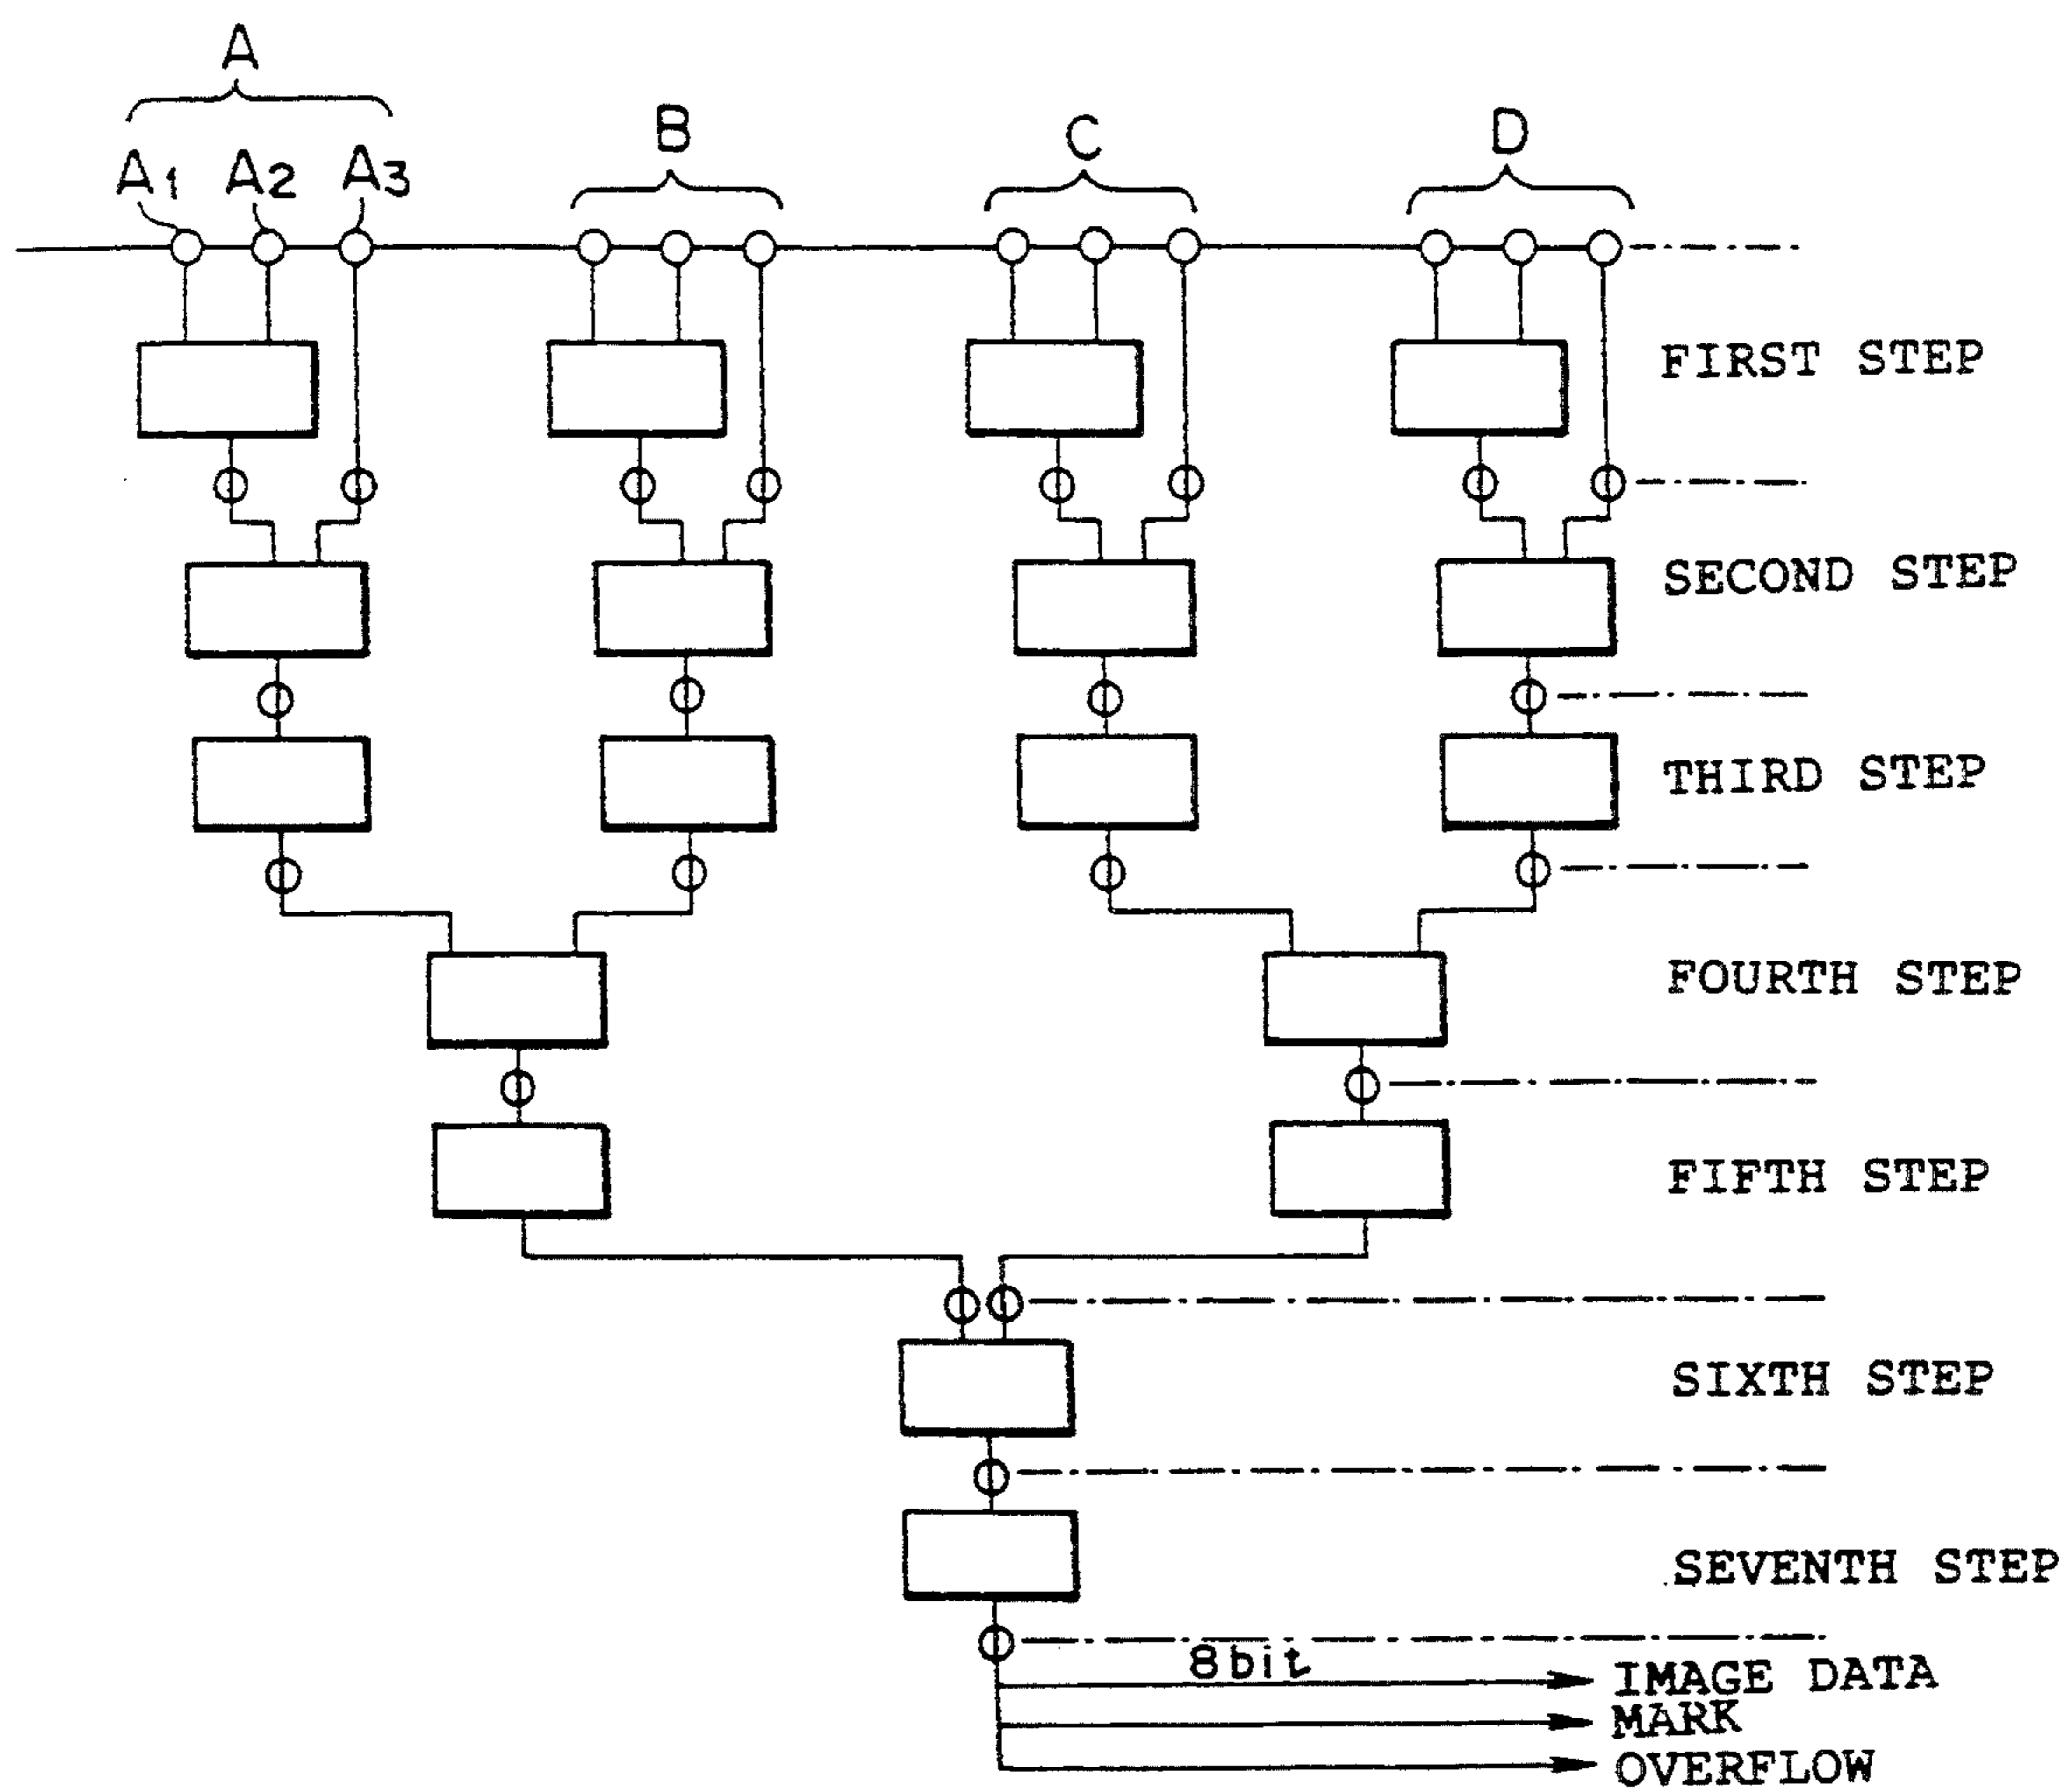 A
B
C
D
A1 A2 A3
FIRST STEP
SECOND STEP
THIRD STEP
FOURTH STEP
FIFTH STEP
SIXTH STEP
SEVENTH STEP
8bit
IMAGE DATA
MARK
OVERFLOW